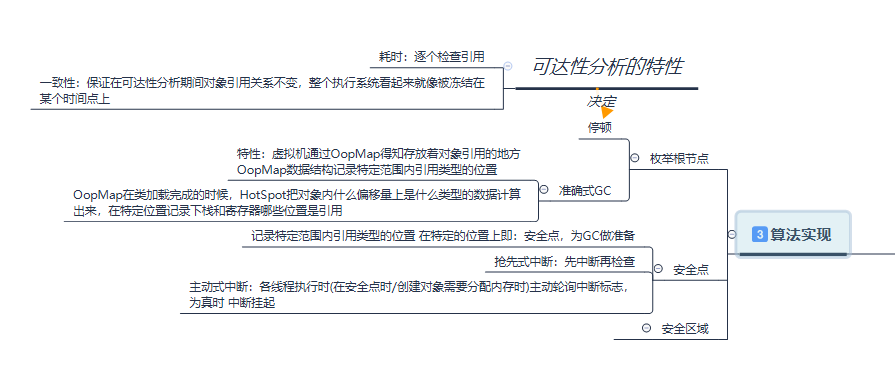 耗时：逐个检查引用
可达性分析的特性
一致性：保证在可达性分析期间对象引用关系不变，整个执行系统看起来就像被冻结在
某个时间点上
决定
停顿
枚举根节点
特性：虚拟机通过OopMap得知存放着对象引用的地方
OopMap数据结构记录特定范围内引用类型的位置
准确式GC
OopMap在类加载完成的时候，HotSpot把对象内什么偏移量上是什么类型的数据计算
出来，在特定位置记录下栈和寄存器哪些位置是引用
3 算法实现
记录特定范围内引用类型的位置 在特定的位置上即：安全点，为GC做准备
抢先式中断：先中断再检查
安全点
主动式中断：各线程执行时(在安全点时/创建对象需要分配内存时)主动轮询中断标志，
为真时 中断挂起
安全区域